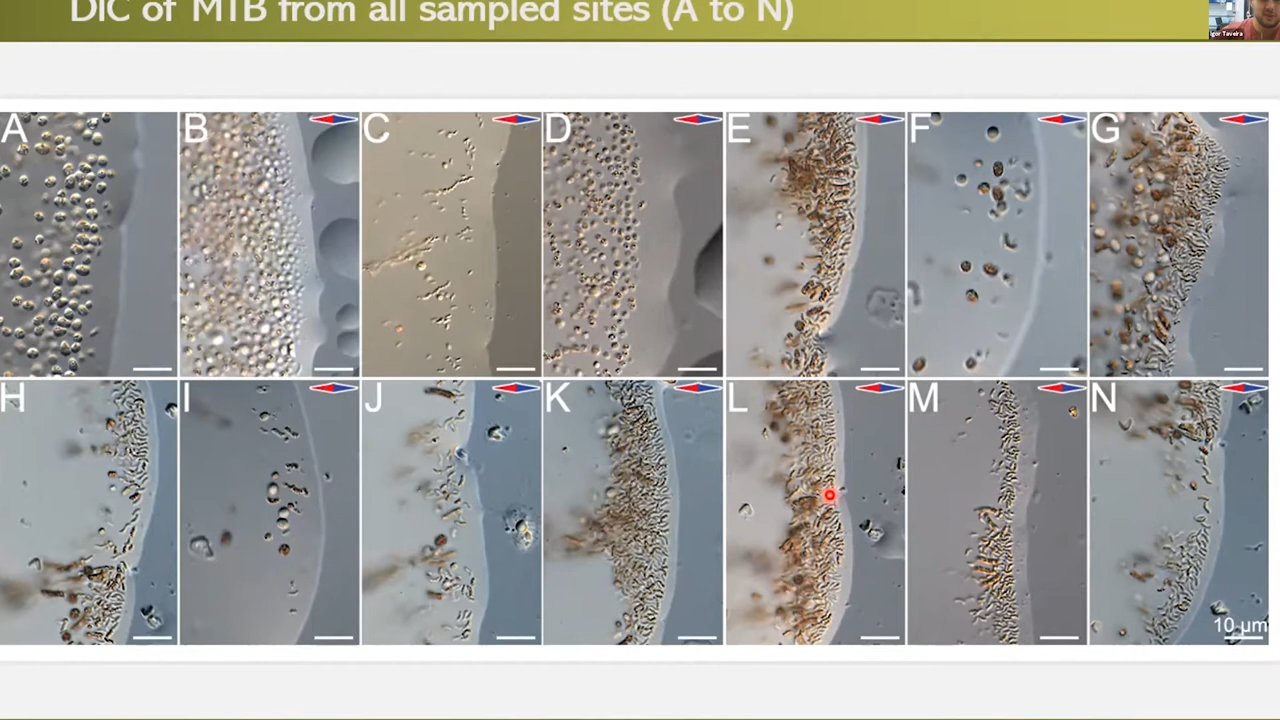 DIC of MTB from all sampled sites (A to N)
Igor Taveira
A B C D E F G
H I J K L M N
10 µm